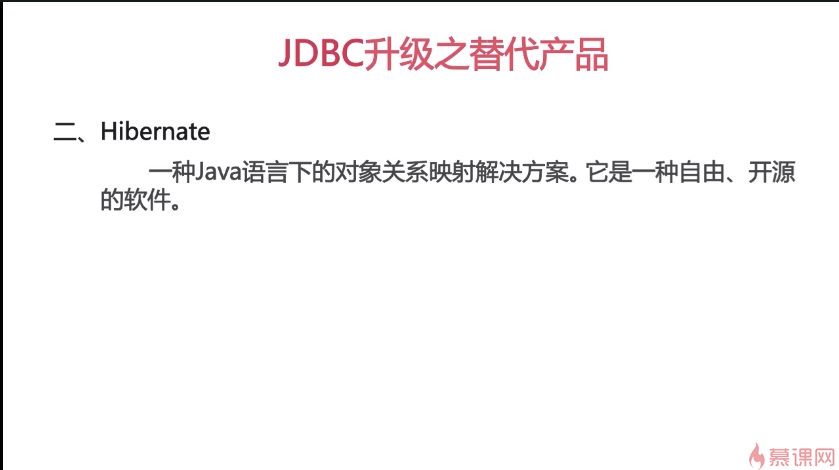 JDBC升级之替代产品
二、Hibernate
一种Java语言下的对象关系映射解决方案。它是一种自由、开源
的软件。
慕课网